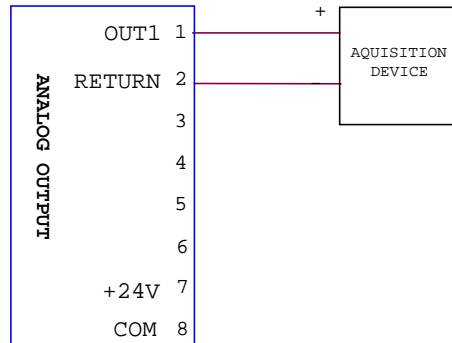 +
OUT1 1
AQUISITION
DEVICE
RETURN 2
-
ANALOG OUTPUT
3
4
5
6
+24V 7
COM 8